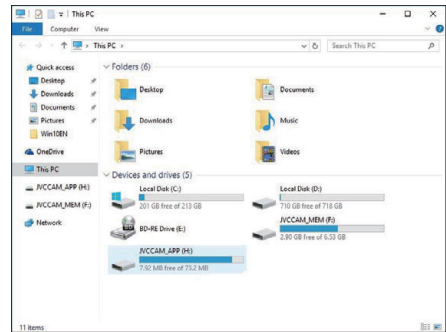 This PC
File Computer View
This PC
Search This PC
Quick access
Desktop
Downloads
Documents
Pictures
Win10EN
OneDrive
This PC
JVCCAM_APP (H:)
JVCCAM_MEM (F:)
Network
Folders (6)
Desktop
Documents
Downloads
Music
Pictures
Videos
Devices and drives (5)
Local Disk (C:)
201 GB free of 213 GB
Local Disk (D:)
710 GB free of 718 GB
BD-RE Drive (E:)
JVCCAM_MEM (F:)
2.90 GB free of 6.53 GB
JVCCAM_APP (H:)
7.92 MB free of 75.2 MB
11 items